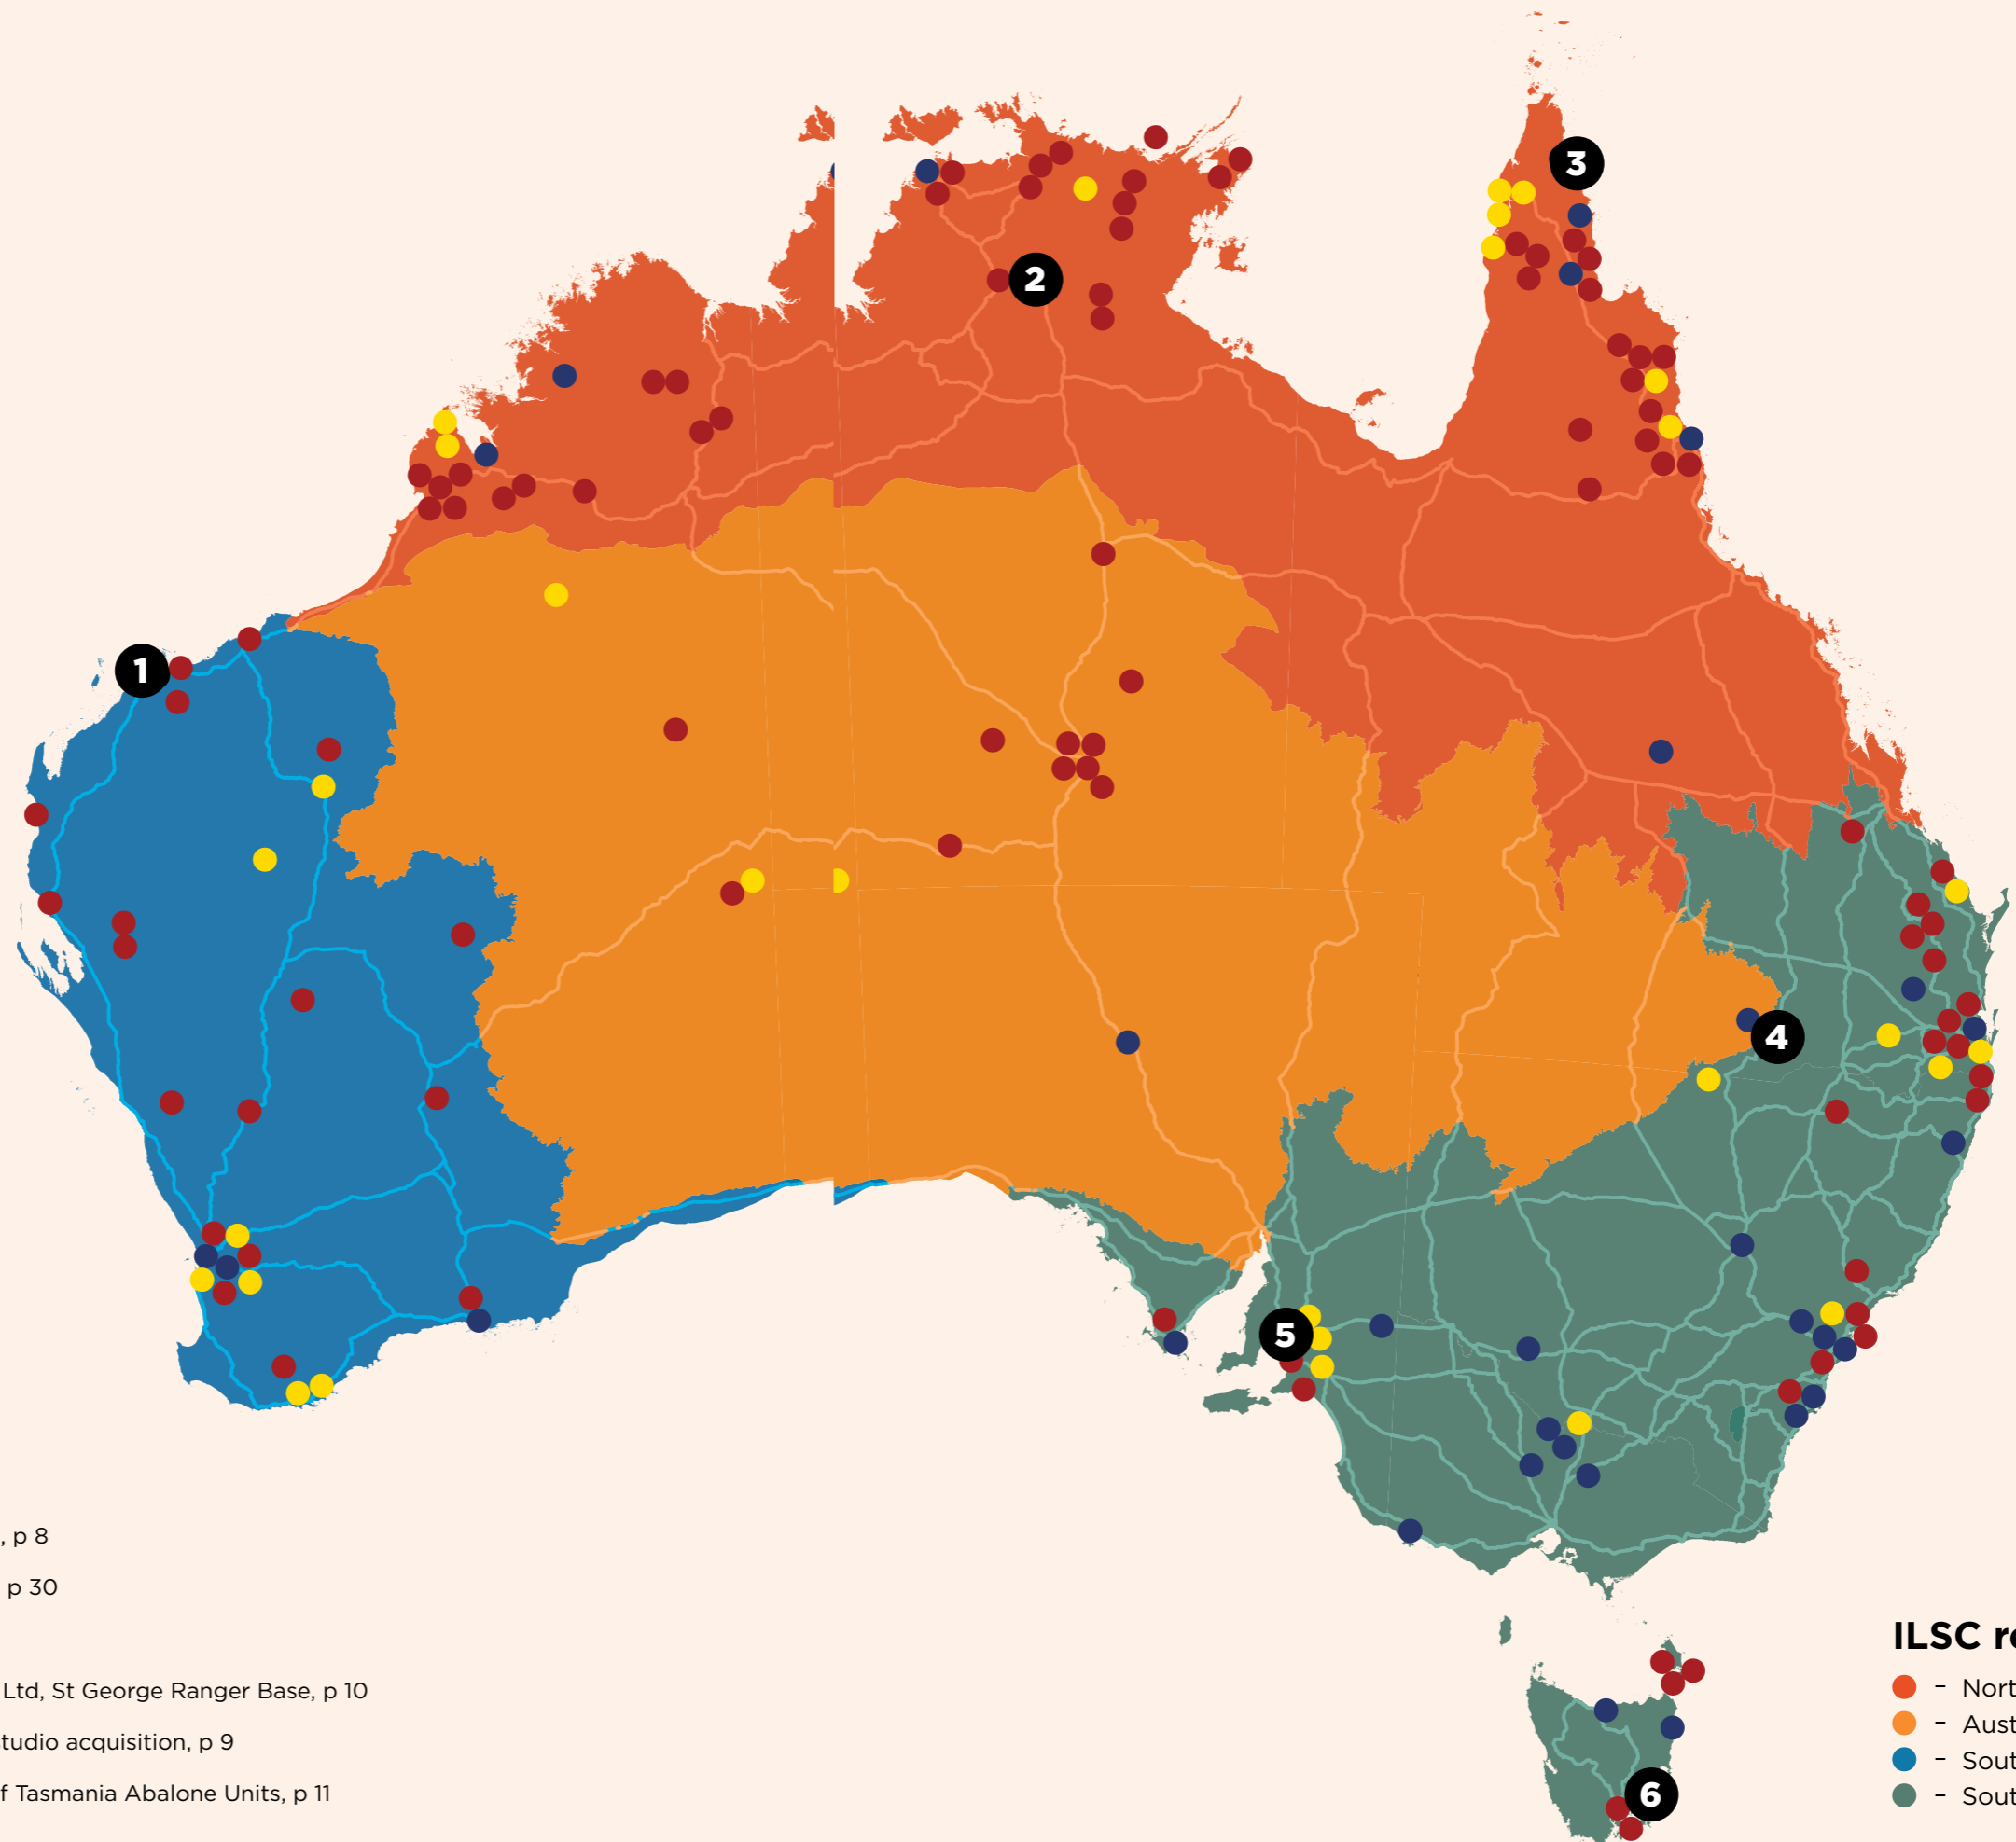 3
2
1
4
5
, p 8
p 30
Ltd, St George Ranger Base, p 10
tudio acquisition, p 9
f Tasmania Abalone Units, p 11
6
ILSC re
– Nort
– Aust
– Sout
– Sout